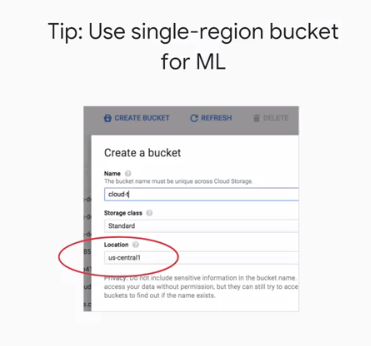 Tip: Use single-region bucket
for ML
CREATE BUCKET REFRESH DELETE
Create a bucket
Name
The bucket name must be unique across Cloud Storage.
cloud-t
Storage class
Standard
Location
us-central1
Privacy: Do not include sensitive information in the bucket name.
access your data without permission, but they can still try to acce
buckets to find out if the name exists.